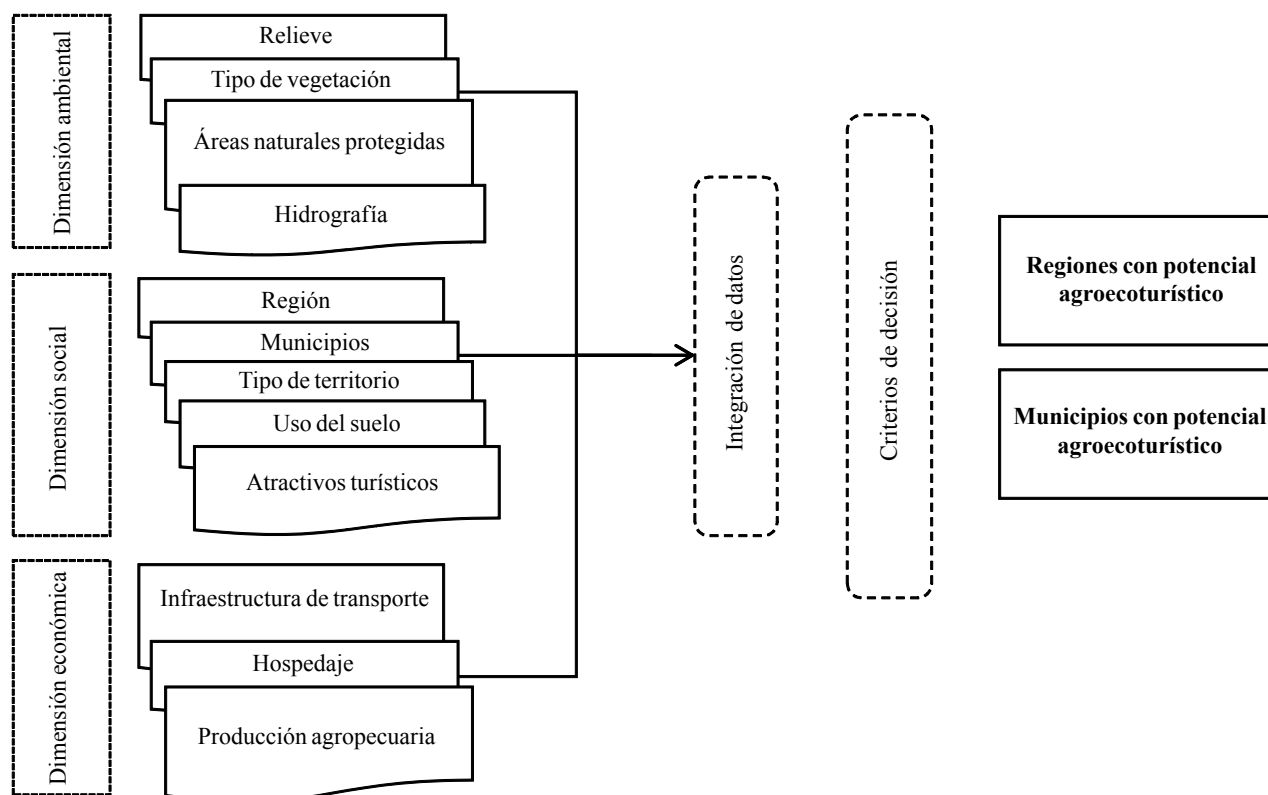 Dimensión ambiental
Relieve
Tipo de vegetación
Áreas naturales protegidas
Hidrografía
Dimensión social
Región
Municipios
Tipo de territorio
Uso del suelo
Atractivos turísticos
Dimensión económica
Infraestructura de transporte
Hospedaje
Producción agropecuaria
Integración de datos
Criterios de decisión
Regiones con potencial
agroecoturístico
Municipios con potencial
agroecoturístico